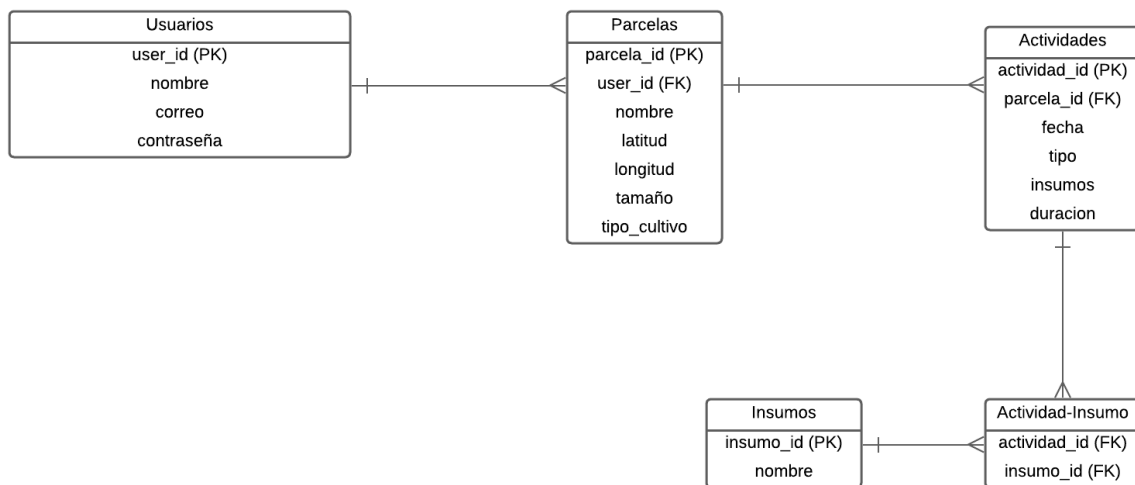 Usuarios
user_id (PK)
nombre
correo
contraseña
Parcelas
parcela_id (PK)
user_id (FK)
nombre
latitud
longitud
tamaño
tipo_cultivo
Actividades
actividad_id (PK)
parcela_id (FK)
fecha
tipo
insumos
duracion
Insumos
insumo_id (PK)
nombre
Actividad-Insumo
actividad_id (FK)
insumo_id (FK)